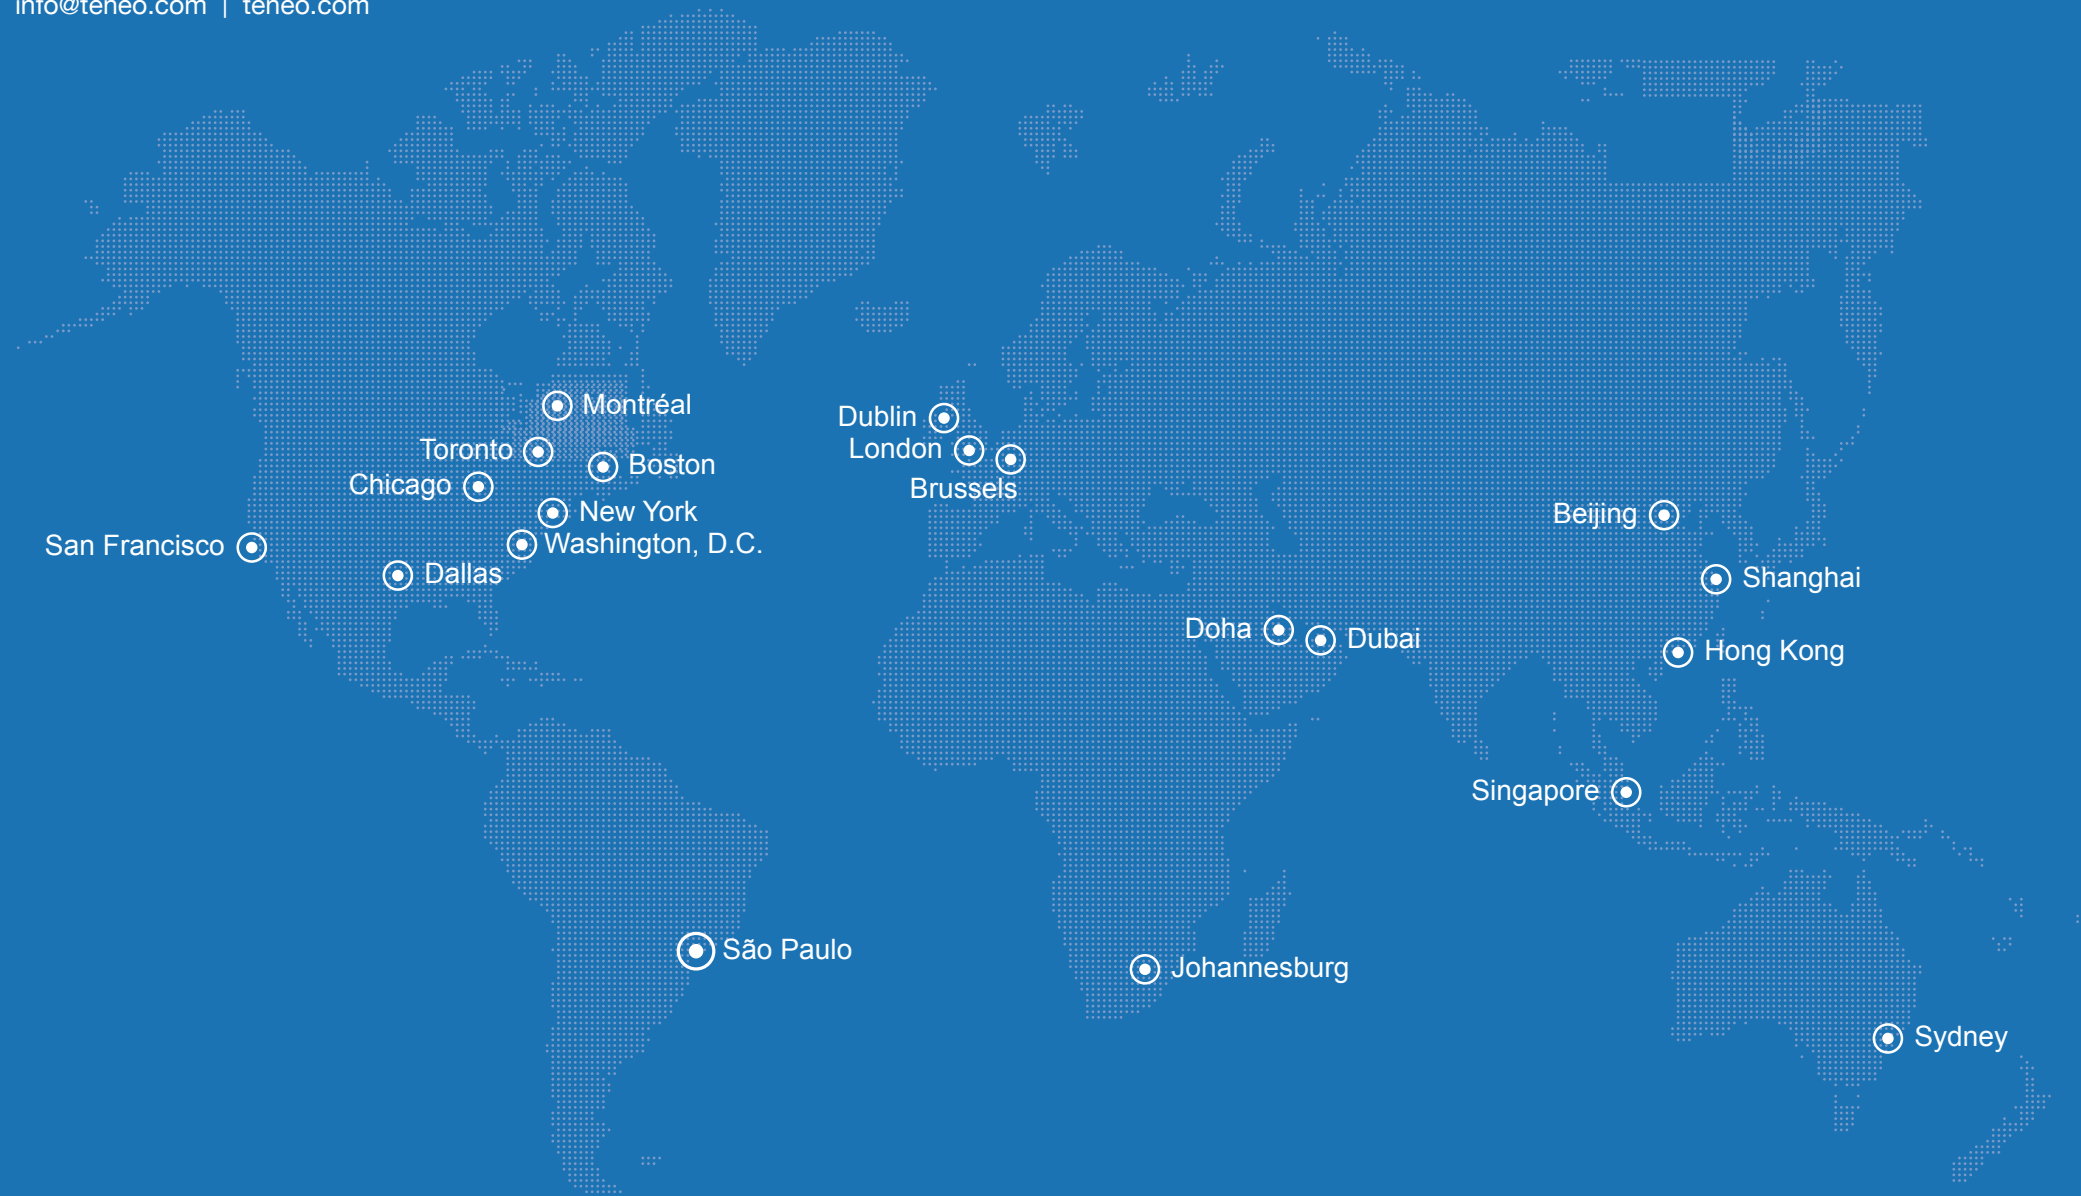 info@teneo.com | teneo.com
Montréal
Dublin
Toronto
London
Boston
Chicago
Brussels
New York
Beijing
San Francisco
Washington, D.C.
Dallas
Shanghai
Doha
Dubai
Hong Kong
Singapore
São Paulo
Johannesburg
Sydney